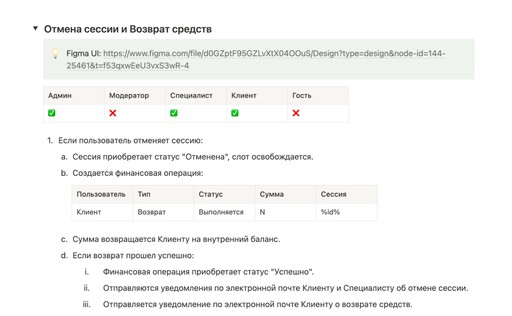 Отмена сессии и Возврат средств
Figma UI: https://www.figma.com/file/d0GZptF95GZLvXtX04OOuS/Design?type=design&node-id=144-
25461&t=f53qxwEeU3vxS3wR-4
Админ Модератор Специалист Клиент Гость
✅ ❌ ✅ ✅ ❌
1. Если пользователь отменяет сессию:
a. Сессия приобретает статус "Отменена", слот освобождается.
b. Создается финансовая операция:
Пользователь Тип Статус Сумма Сессия
Клиент Возврат Выполняется N %id%
c. Сумма возвращается Клиенту на внутренний баланс.
d. Если возврат прошел успешно:
i. Финансовая операция приобретает статус "Успешно".
ii. Отправляются уведомления по электронной почте Клиенту и Специалисту об отмене сессии.
iii. Отправляется уведомление по электронной почте Клиенту о возврате средств.